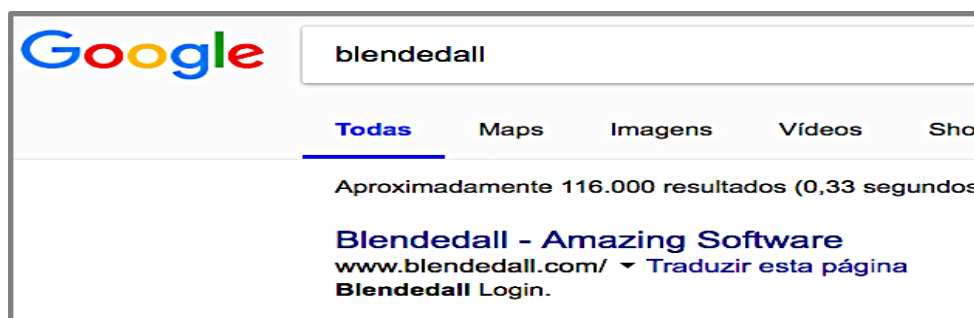 Google
blendedall
Todas Maps Imagens Vídeos Sho
Aproximadamente 116.000 resultados (0,33 segundos
Blendedall - Amazing Software
www.blendedall.com/ Traduzir esta página
Blendedall Login.